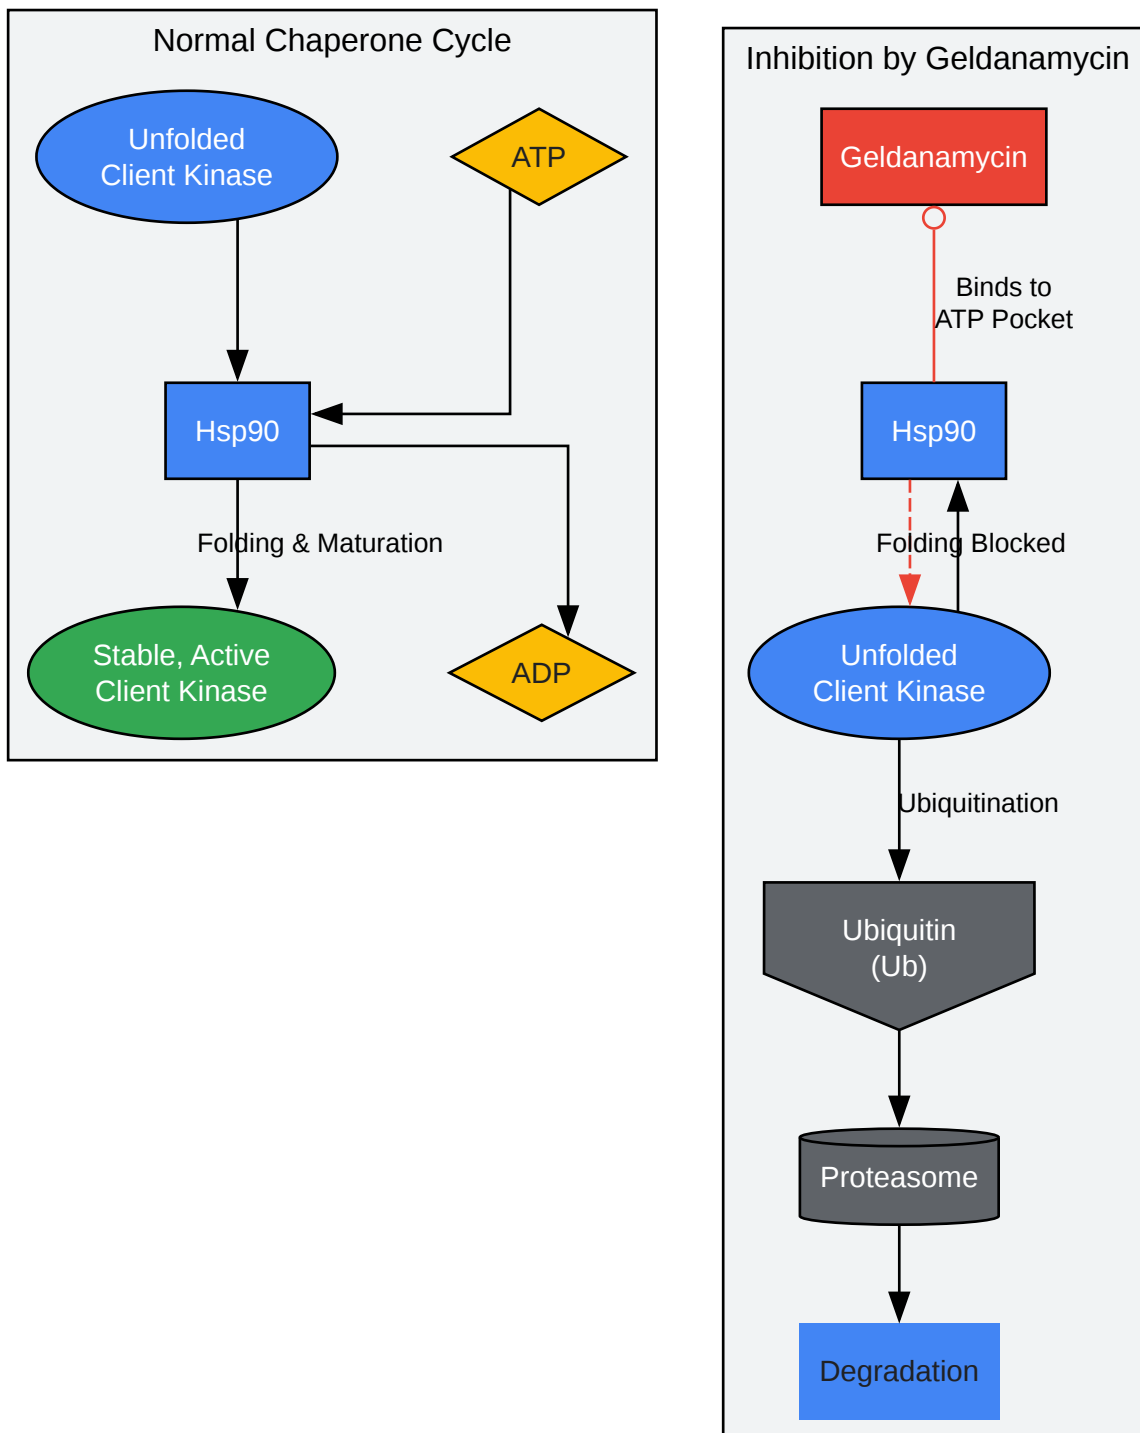 Normal Chaperone Cycle
Unfolded
Client Kinase
ATP
Hsp90
Folding & Maturation
Stable, Active
Client Kinase
ADP
Inhibition by Geldanamycin
Geldanamycin
Binds to
ATP Pocket
Hsp90
Folding Blocked
Unfolded
Client Kinase
Ubiquitination
Ubiquitin
(Ub)
Proteasome
Degradation